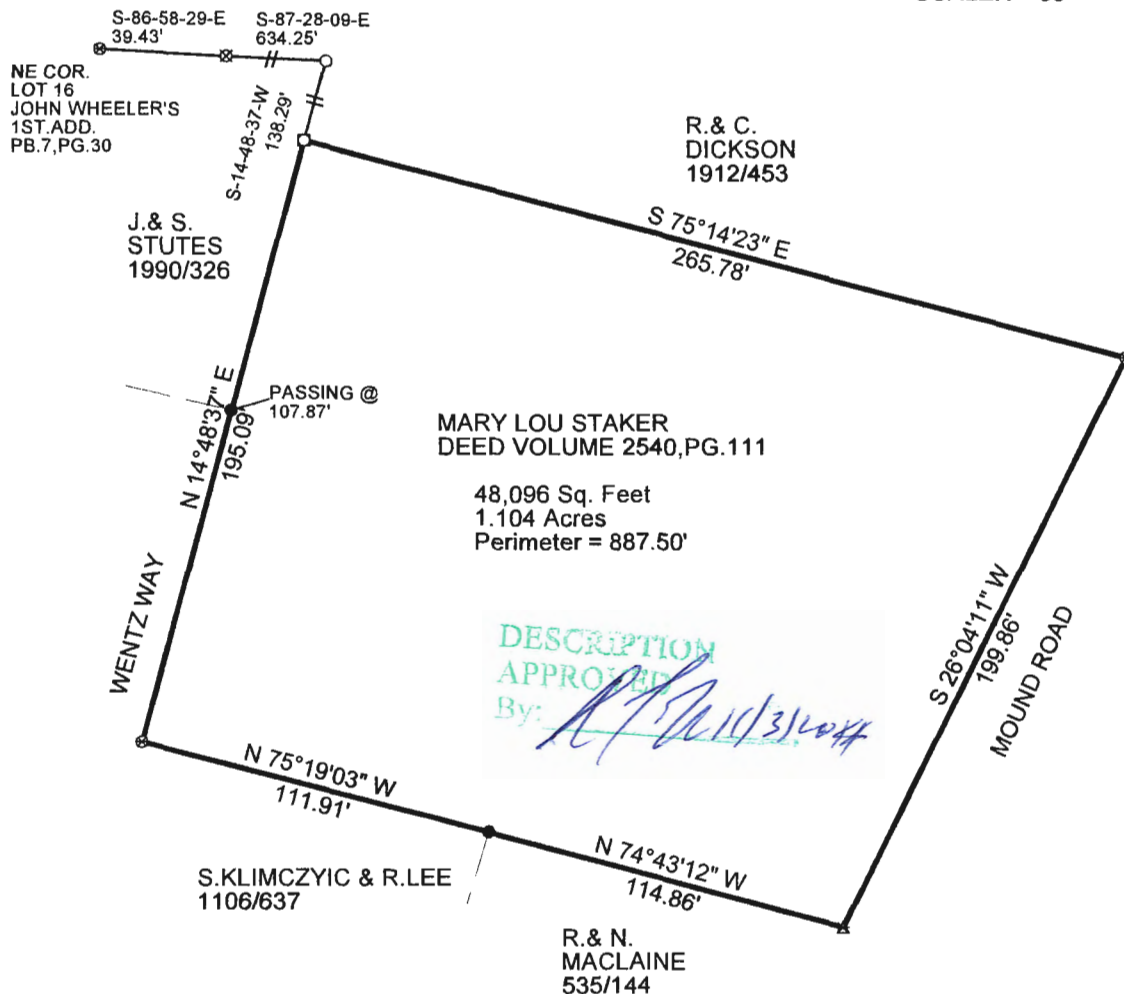 S-86-58-29-E
39.43'
S-87-28-09-E
634.25'
NE COR.
LOT 16
JOHN WHEELER'S
1ST.ADD.
PB.7,PG.30
S-14-48-37-W
138.29'
R.& C.
DICKSON
1912/453
J.& S.
STUTES
1990/326
S 75°14'23" E
265.78'
PASSING @
107.87'
N 14°48'37" E
195.09'
MARY LOU STAKER
DEED VOLUME 2540,PG.111
48,096 Sq. Feet
1.104 Acres
Perimeter = 887.50'
WENTZ WAY
S 26°04'11" W
199.86'
MOUND ROAD
DESCRIPTION
APPROVED
By:
N 75°19'03" W
111.91'
N 74°43'12" W
114.86'
S.KLIMCZYIC & R.LEE
1106/637
R.& N.
MACLAINE
535/144